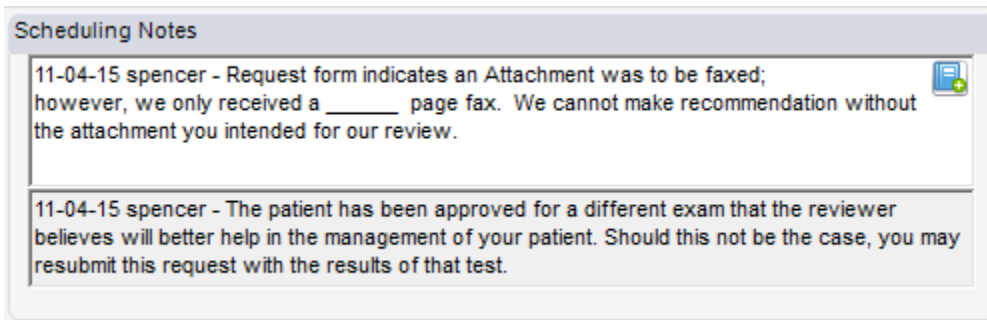 Scheduling Notes
11-04-15 spencer - Request form indicates an Attachment was to be faxed;
however, we only received a ______ page fax. We cannot make recommendation without
the attachment you intended for our review.
11-04-15 spencer - The patient has been approved for a different exam that the reviewer
believes will better help in the management of your patient. Should this not be the case, you may
resubmit this request with the results of that test.